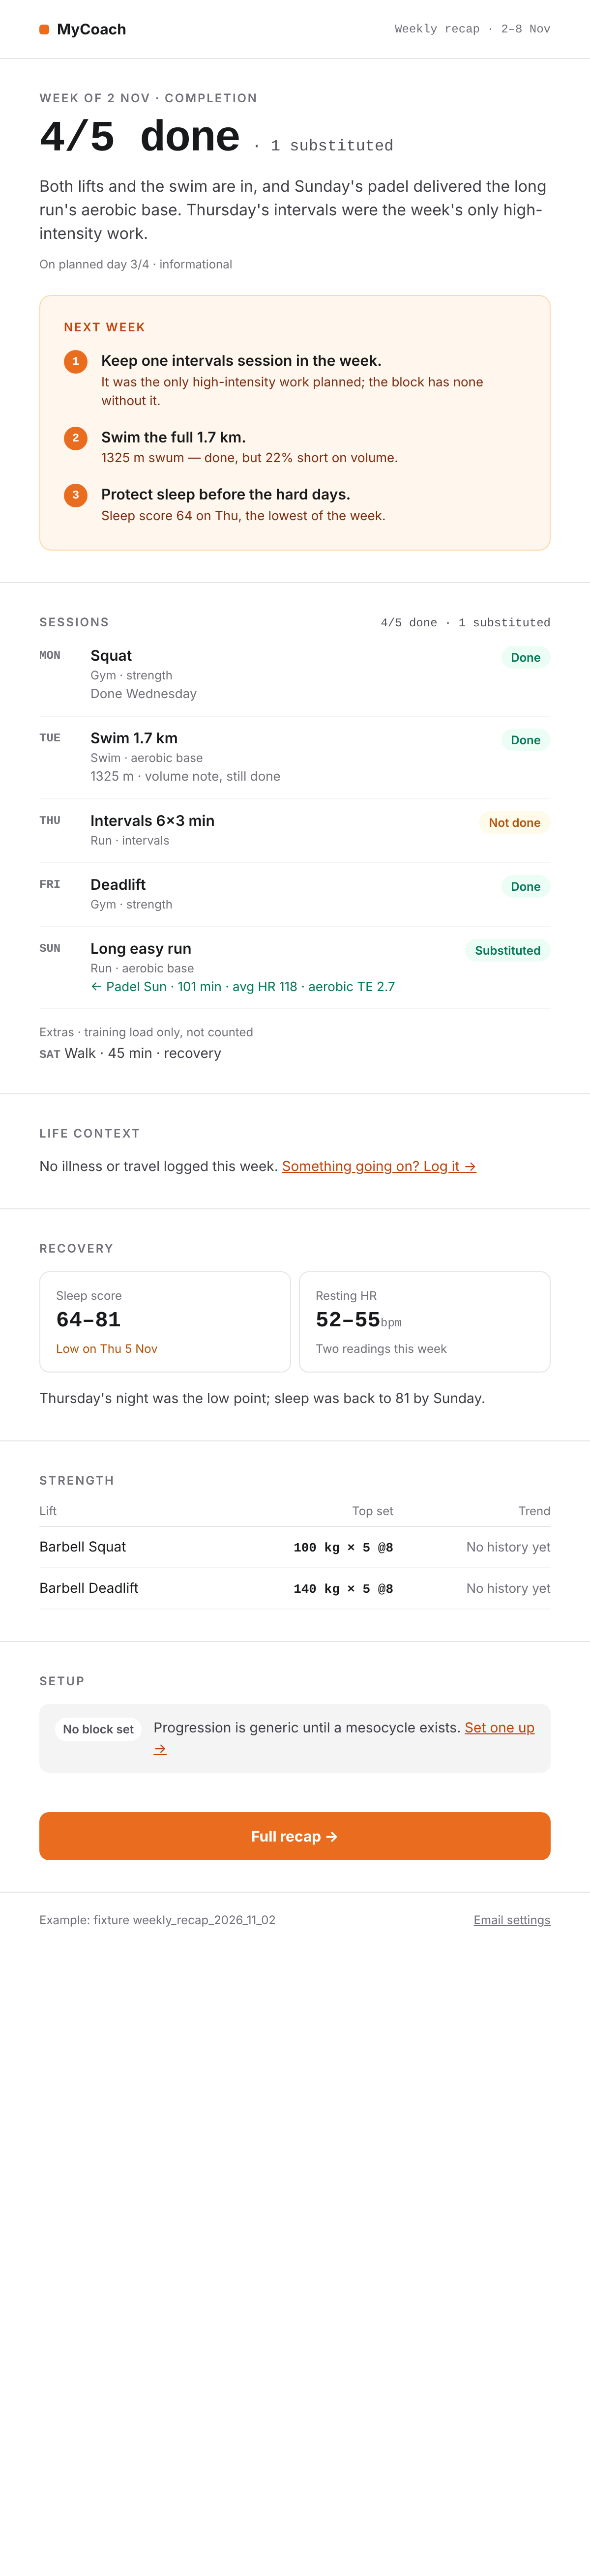 MyCoach
Weekly recap · 2–8 Nov
WEEK OF 2 NOV · COMPLETION
4/5 done · 1 substituted
Both lifts and the swim are in, and Sunday's padel delivered the long
run's aerobic base. Thursday's intervals were the week's only high-
intensity work.
On planned day 3/4 · informational
NEXT WEEK
1 Keep one intervals session in the week.
It was the only high-intensity work planned; the block has none
without it.
2 Swim the full 1.7 km.
1325 m swum — done, but 22% short on volume.
3 Protect sleep before the hard days.
Sleep score 64 on Thu, the lowest of the week.
SESSIONS
4/5 done · 1 substituted
MON Squat Done
Gym · strength
Done Wednesday
TUE Swim 1.7 km Done
Swim · aerobic base
1325 m · volume note, still done
THU Intervals 6×3 min Not done
Run · intervals
FRI Deadlift Done
Gym · strength
SUN Long easy run Substituted
Run · aerobic base
← Padel Sun · 101 min · avg HR 118 · aerobic TE 2.7
Extras · training load only, not counted
SAT Walk · 45 min · recovery
LIFE CONTEXT
No illness or travel logged this week. Something going on? Log it →
RECOVERY
Sleep score
64–81
Low on Thu 5 Nov
Resting HR
52–55bpm
Two readings this week
Thursday's night was the low point; sleep was back to 81 by Sunday.
STRENGTH
Lift Top set Trend
Barbell Squat 100 kg × 5 @8 No history yet
Barbell Deadlift 140 kg × 5 @8 No history yet
SETUP
No block set
Progression is generic until a mesocycle exists. Set one up
→
Full recap →
Example: fixture weekly_recap_2026_11_02
Email settings